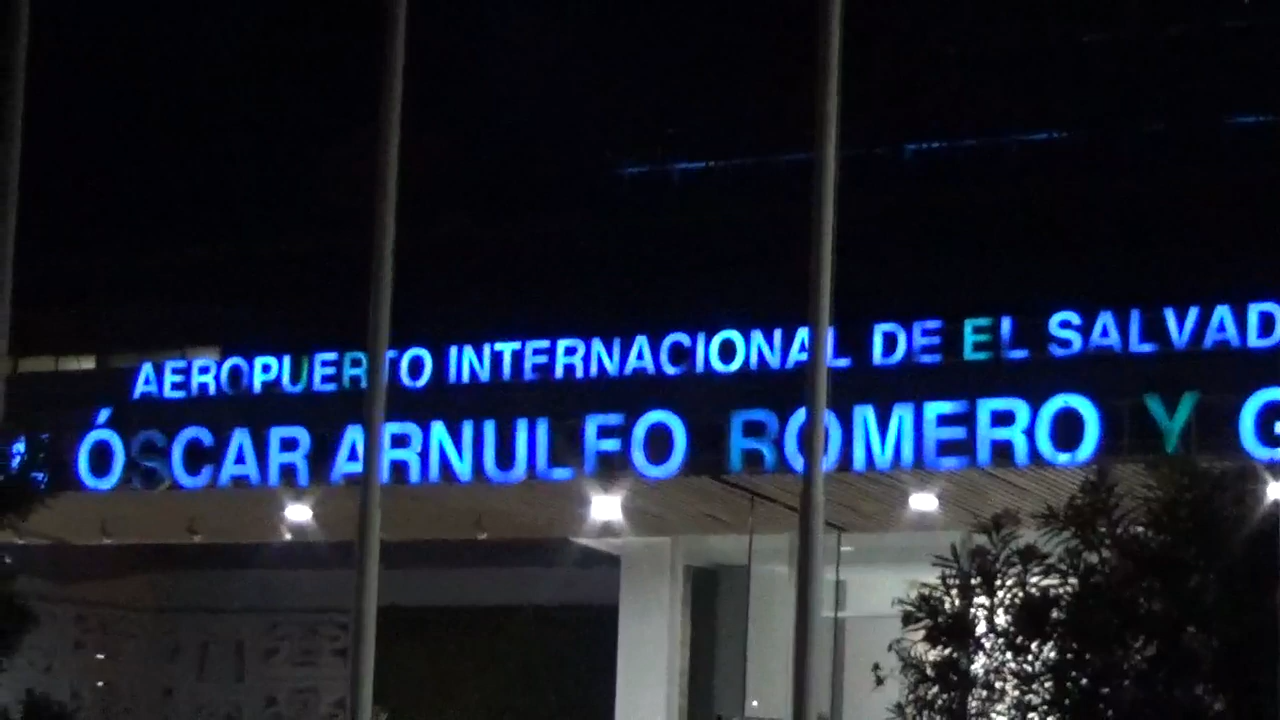 AEROPUERTO INTERNACIONAL DE EL SALVAD
ÓSCAR ARNULFO ROMERO Y G